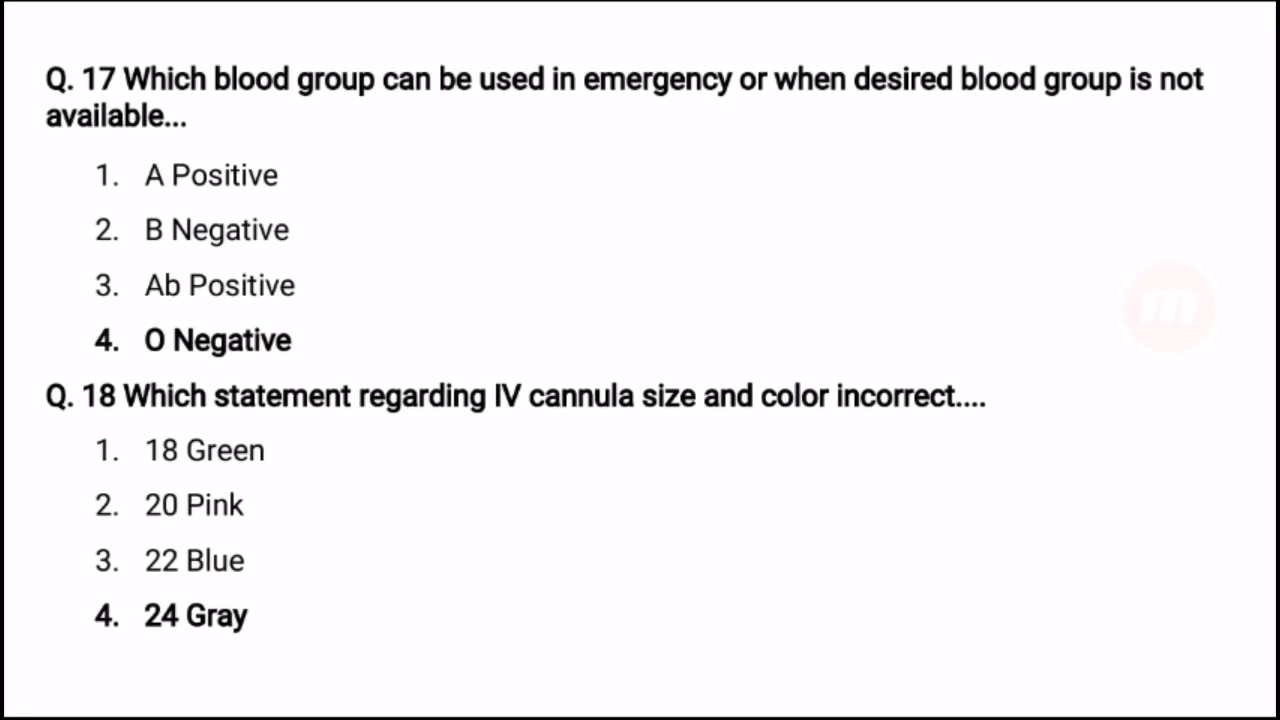 Q. 17 Which blood group can be used in emergency or when desired blood group is not
available...
1. A Positive
2. B Negative
3. Ab Positive
4. O Negative
Q. 18 Which statement regarding IV cannula size and color incorrect....
1. 18 Green
2. 20 Pink
3. 22 Blue
4. 24 Gray